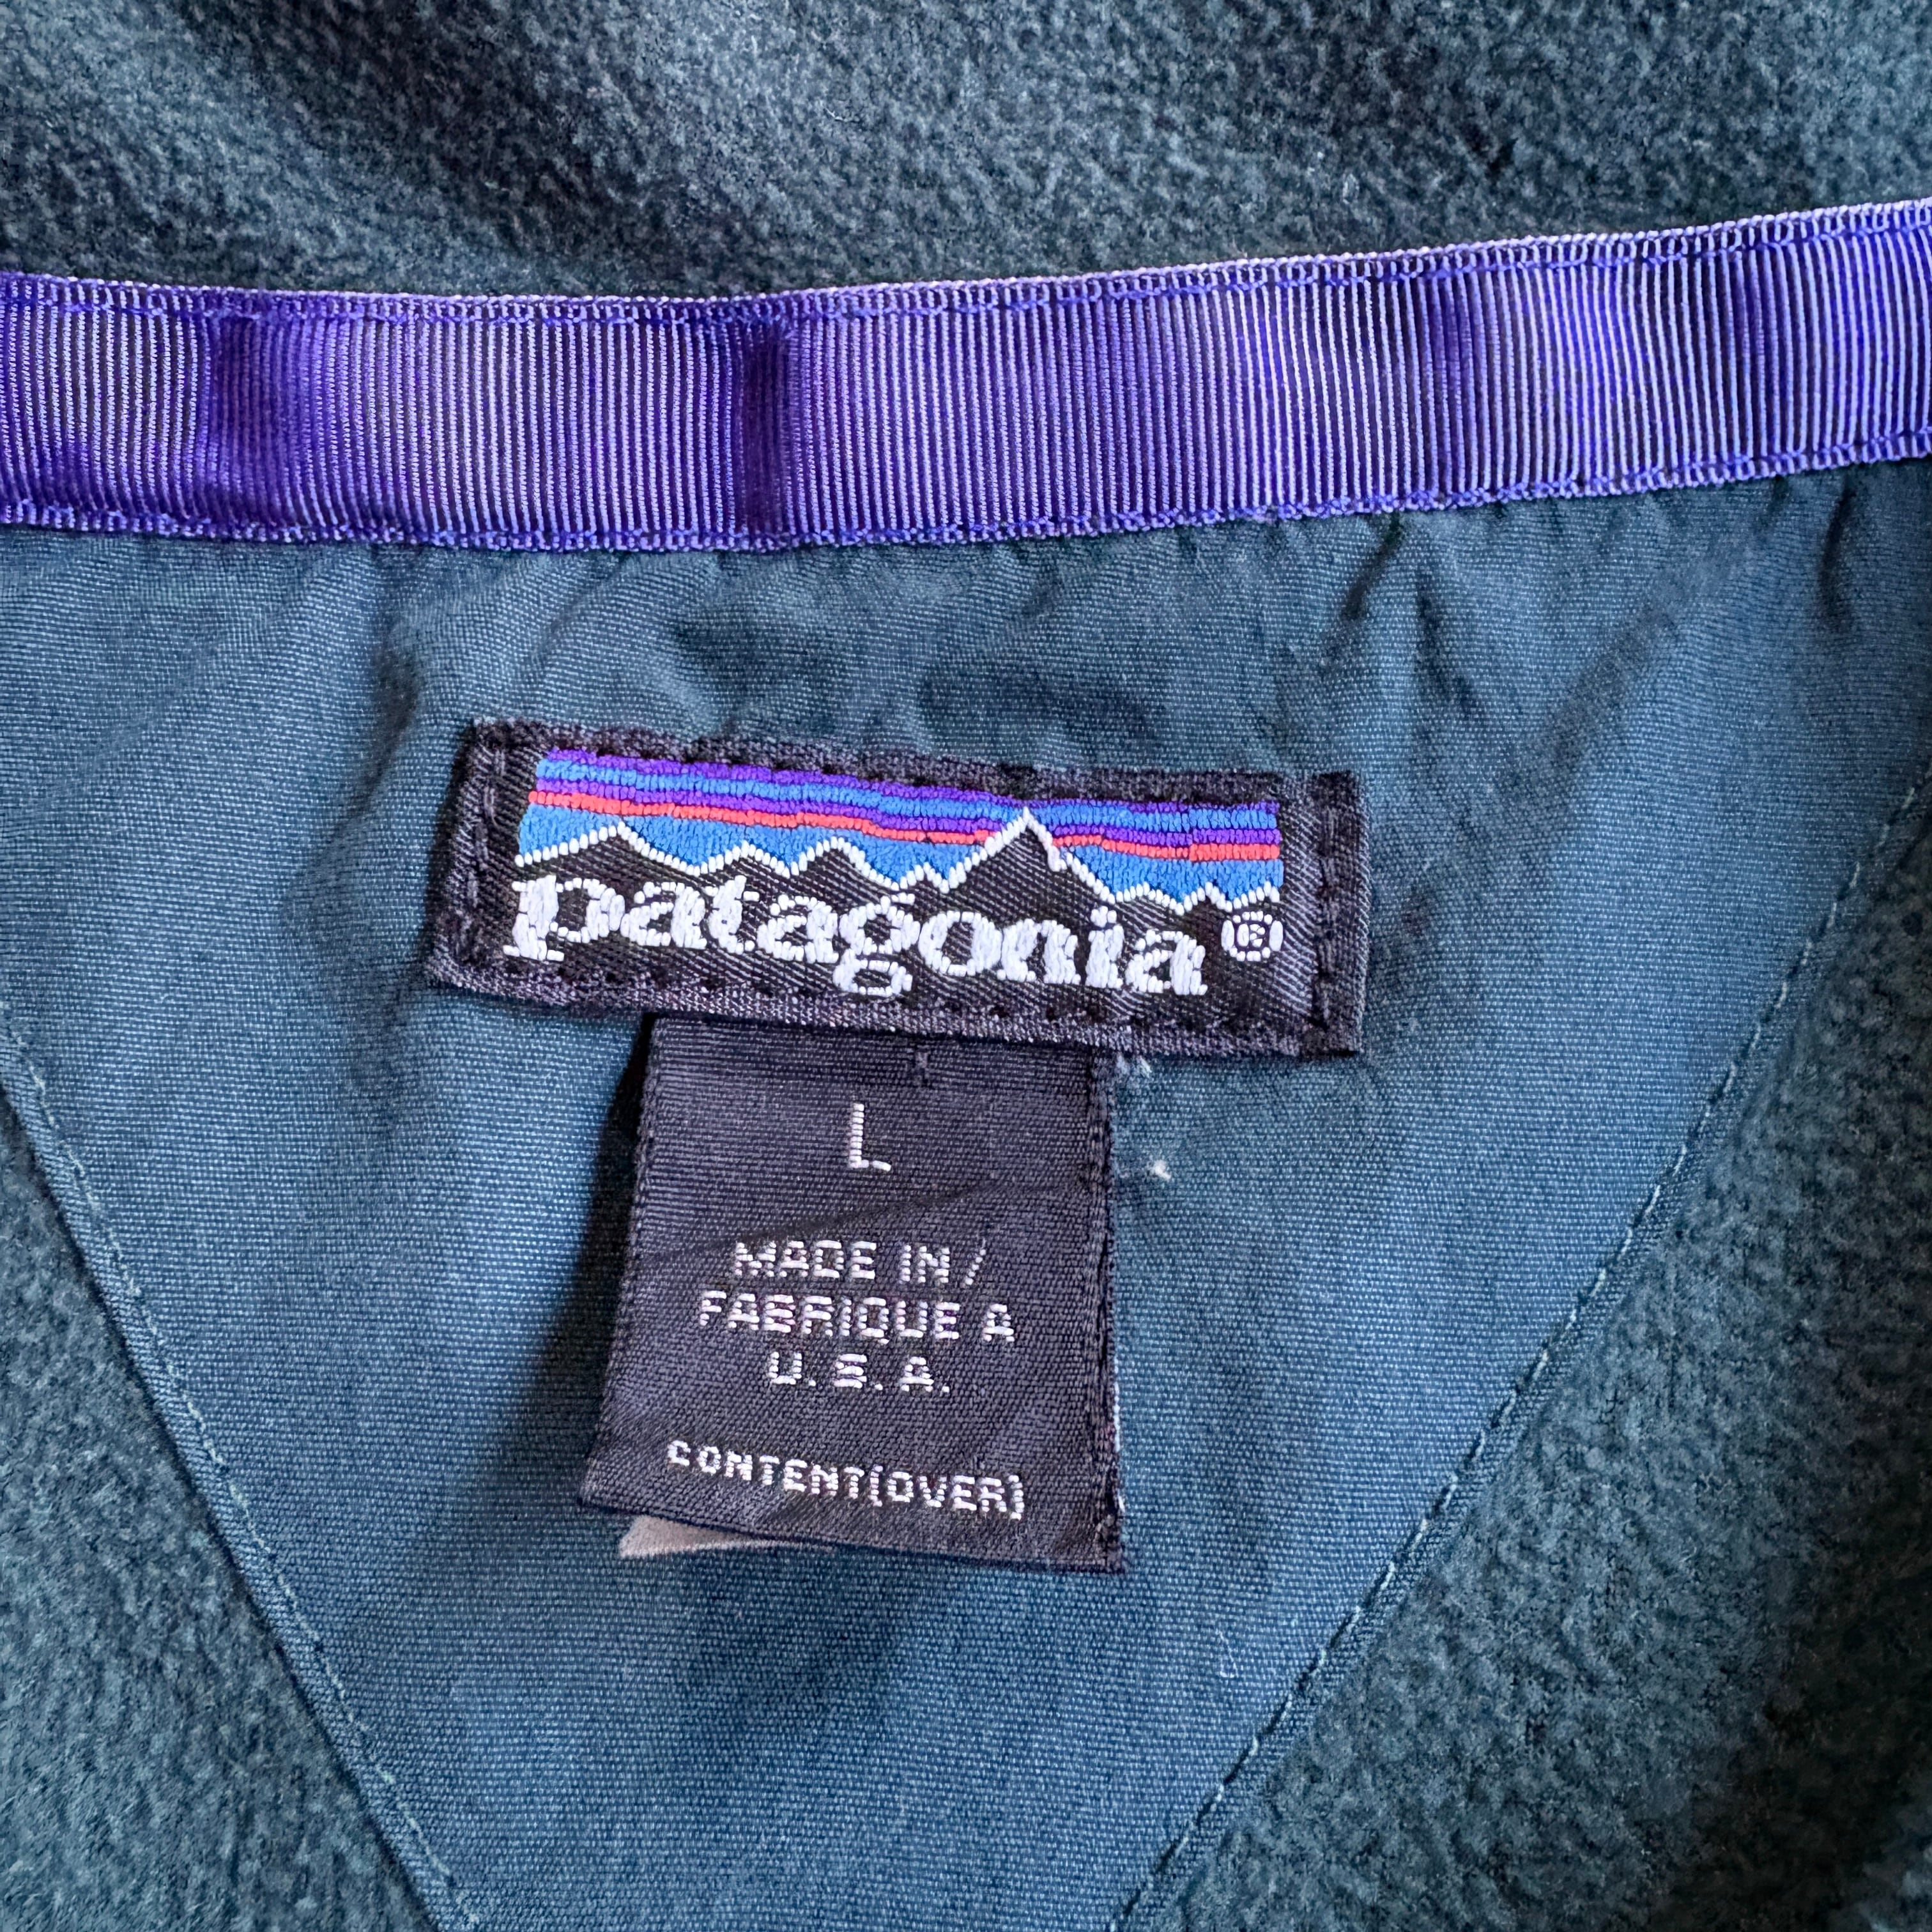 patagonia®
L
MADE IN/
FABRIQUE A
U.S.A.
CONTENT(OVER)